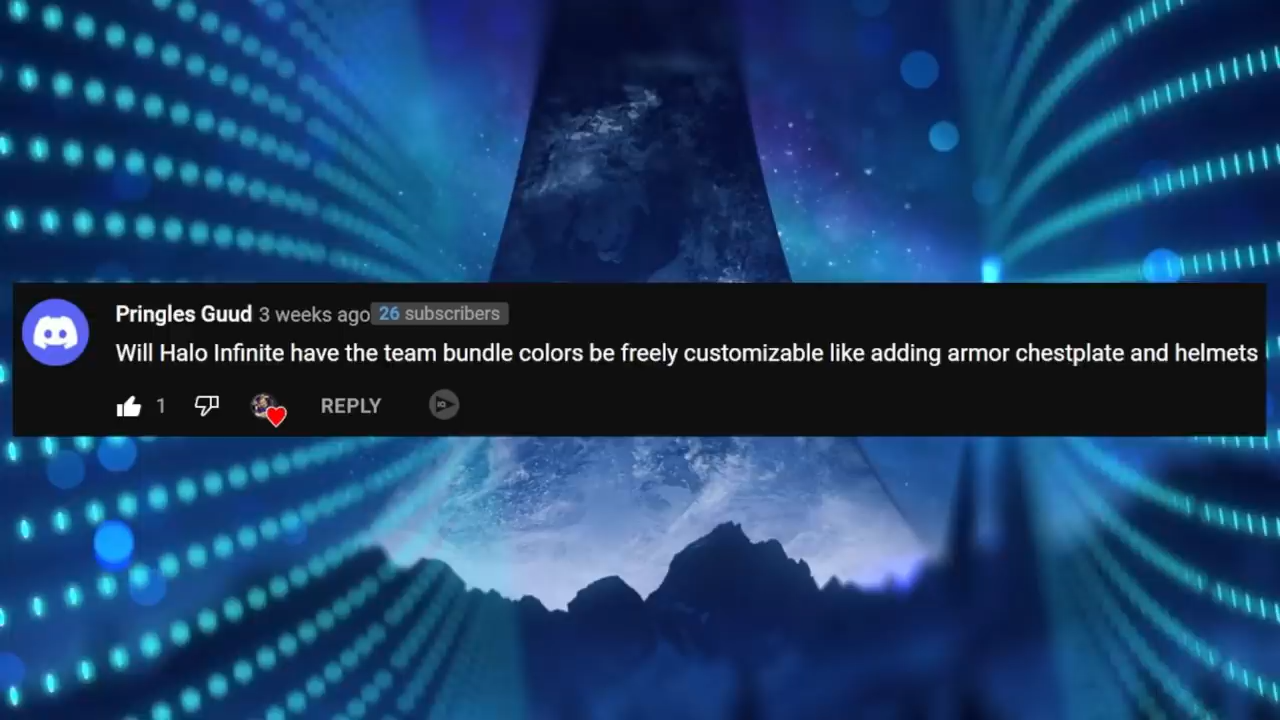 Pringles Guud 3 weeks ago 26 subscribers
Will Halo Infinite have the team bundle colors be freely customizable like adding armor chestplate and helmets
1 REPLY IQ